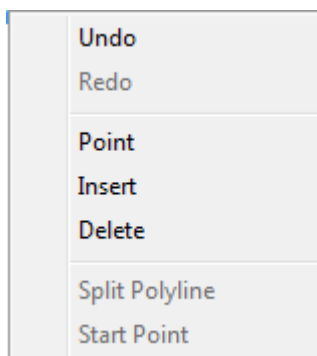 Undo
Redo
Point
Insert
Delete
Split Polyline
Start Point